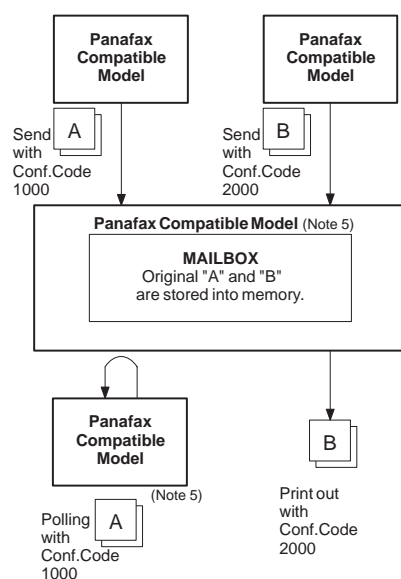 Panafax
Compatible
Model
Panafax
Compatible
Model
A
Send
with
Conf.Code
1000
B
Send
with
Conf.Code
2000
Panafax Compatible Model (Note 5)
MAILBOX
Original "A" and "B"
are stored into memory.
Panafax
Compatible
Model
(Note 5)
A
Polling
with
Conf.Code
1000
B
Print out
with
Conf.Code
2000